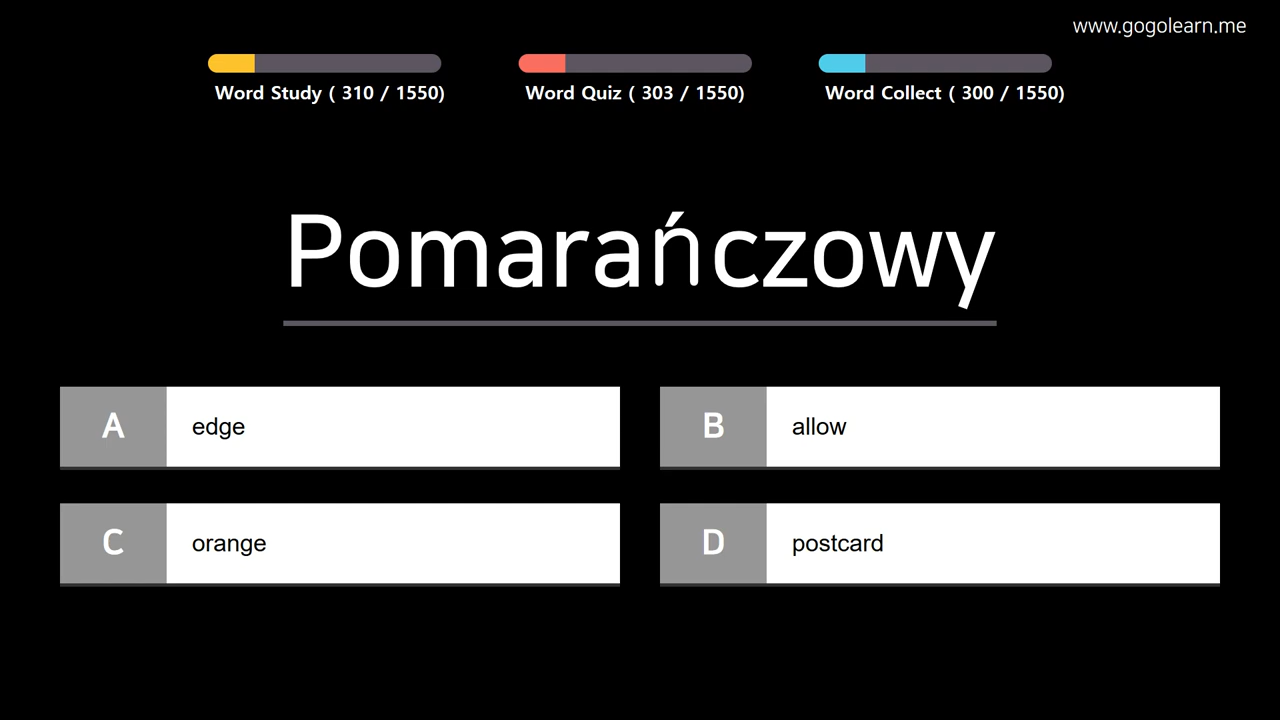 www.gogolearn.me
Word Study ( 310 / 1550)
Word Quiz ( 303 / 1550)
Word Collect ( 300 / 1550)
Pomarańczowy
A edge
B allow
C orange
D postcard